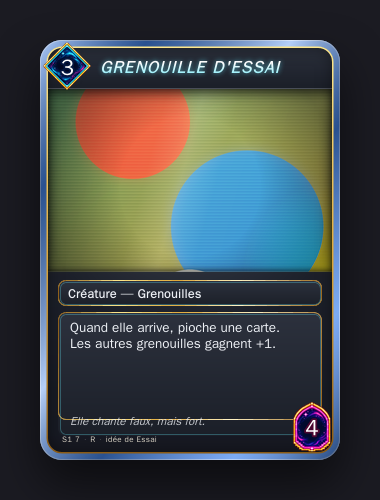 3
GRENOUILLE D'ESSAI
Créature — Grenouilles
Quand elle arrive, pioche une carte.
Les autres grenouilles gagnent +1.
Elle chante faux, mais fort.
4
S1 7 · R · idée de Essai